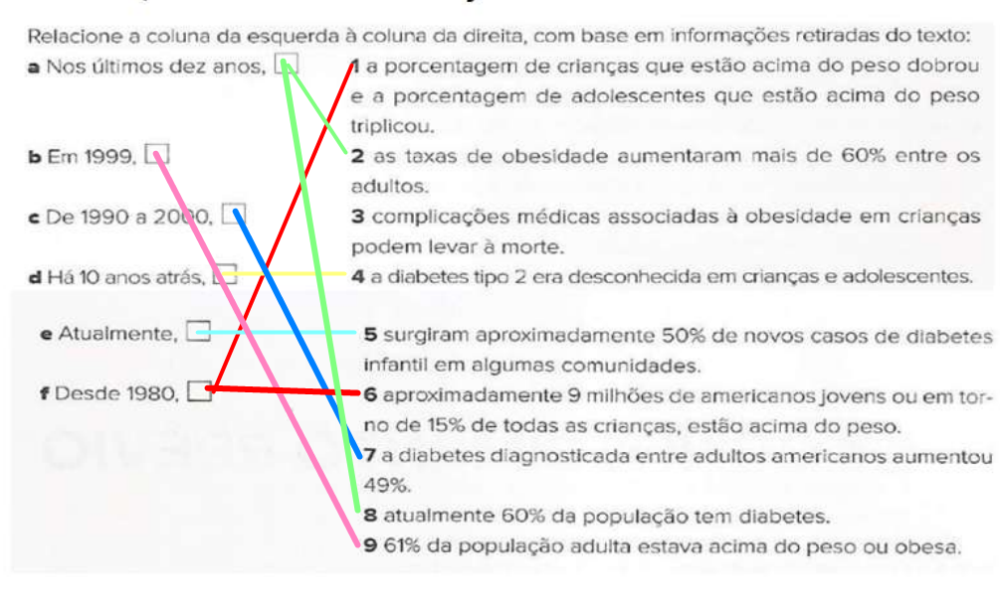 Relacione a coluna da esquerda à coluna da direita, com base em informações retiradas do texto:
a Nos últimos dez anos,
1 a porcentagem de crianças que estão acima do peso dobrou
e a porcentagem de adolescentes que estão acima do peso
triplicou.
b Em 1999,
2 as taxas de obesidade aumentaram mais de 60% entre os
adultos.
c De 1990 a 2000,
3 complicações médicas associadas à obesidade em crianças
podem levar à morte.
d Há 10 anos atrás,
4 a diabetes tipo 2 era desconhecida em crianças e adolescentes.
e Atualmente,
5 surgiram aproximadamente 50% de novos casos de diabetes
infantil em algumas comunidades.
f Desde 1980,
6 aproximadamente 9 milhões de americanos jovens ou em tor-
no de 15% de todas as crianças, estão acima do peso.
7 a diabetes diagnosticada entre adultos americanos aumentou
49%.
8 atualmente 60% da população tem diabetes.
9 61% da população adulta estava acima do peso ou obesa.